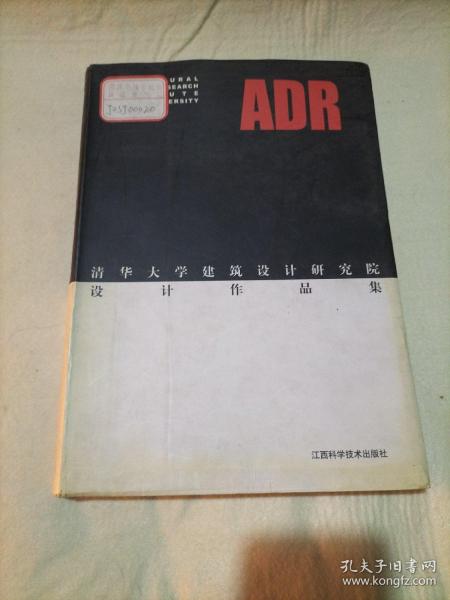 URAL
SEARCH
UTE
ERSITY
ADR
清华大学建筑设计研究院
设计作品集
江西科学技术出版社
孔夫子旧书网
www.kongfz.com